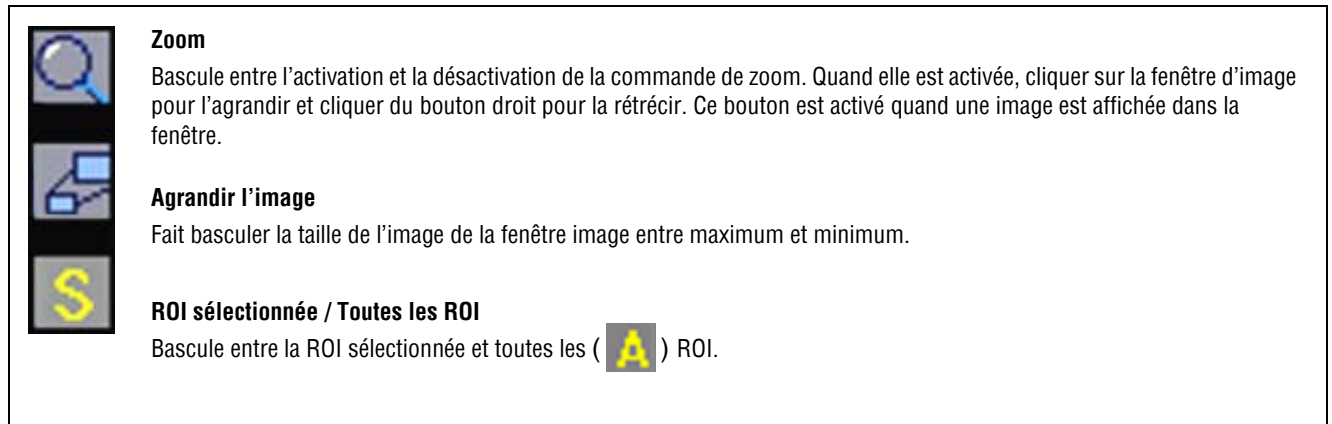 Zoom
Bascule entre l'activation et la désactivation de la commande de zoom. Quand elle est activée, cliquer sur la fenêtre d'image
pour l'agrandir et cliquer du bouton droit pour la rétrécir. Ce bouton est activé quand une image est affichée dans la
fenêtre.
Agrandir l'image
Fait basculer la taille de l'image de la fenêtre image entre maximum et minimum.
S
ROI sélectionnée / Toutes les ROI
Bascule entre la ROI sélectionnée et toutes les ( A ) ROI.